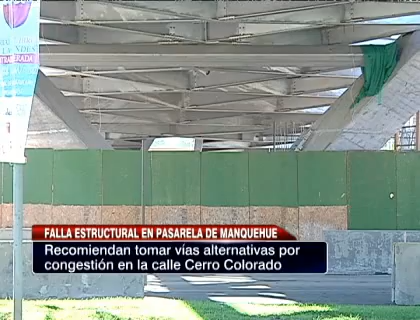 FALLA ESTRUCTURAL EN PASARELA DE MANQUEHUE
Recomiendan tomar vías alternativas por
congestión en la calle Cerro Colorado